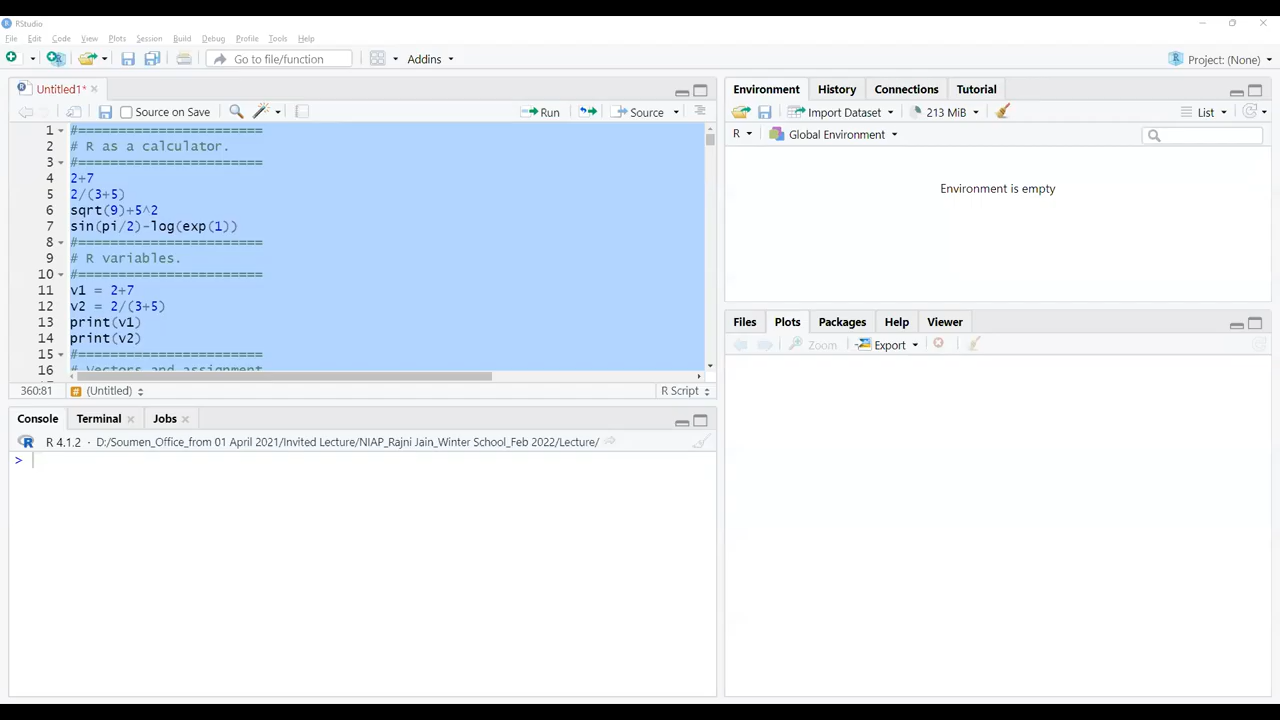 RStudio
File Edit Code View Plots Session Build Debug Profile Tools Help
Go to file/function Addins Project: (None)
Untitled1*
Source on Save Run Source
1 #=======================
2 # R as a calculator.
3 #=======================
4 2+7
5 2/(3+5)
6 sqrt(9)+5^2
7 sin(pi/2)-log(exp(1))
8 #=======================
9 # R variables.
10 #=======================
11 v1 = 2+7
12 v2 = 2/(3+5)
13 print(v1)
14 print(v2)
15 #=======================
16 # Vectors and assignment
360:81 (Untitled) R Script
Console Terminal Jobs
R 4.1.2 · D:/Soumen_Office_from 01 April 2021/Invited Lecture/NIAP_Rajni Jain_Winter School_Feb 2022/Lecture/
>
Environment History Connections Tutorial
Import Dataset 213 MiB List
R Global Environment
Environment is empty
Files Plots Packages Help Viewer
Zoom Export